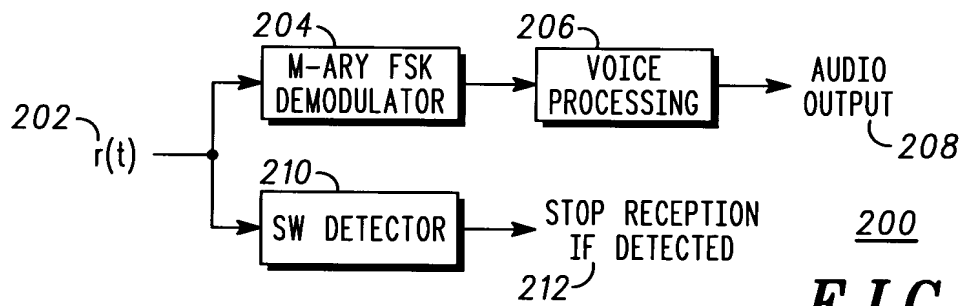 204
M-ARY FSK
DEMODULATOR
206
VOICE
PROCESSING
AUDIO
OUTPUT
208
202
r(t)
210
SW DETECTOR
STOP RECEPTION
IF DETECTED
212
200
FIG